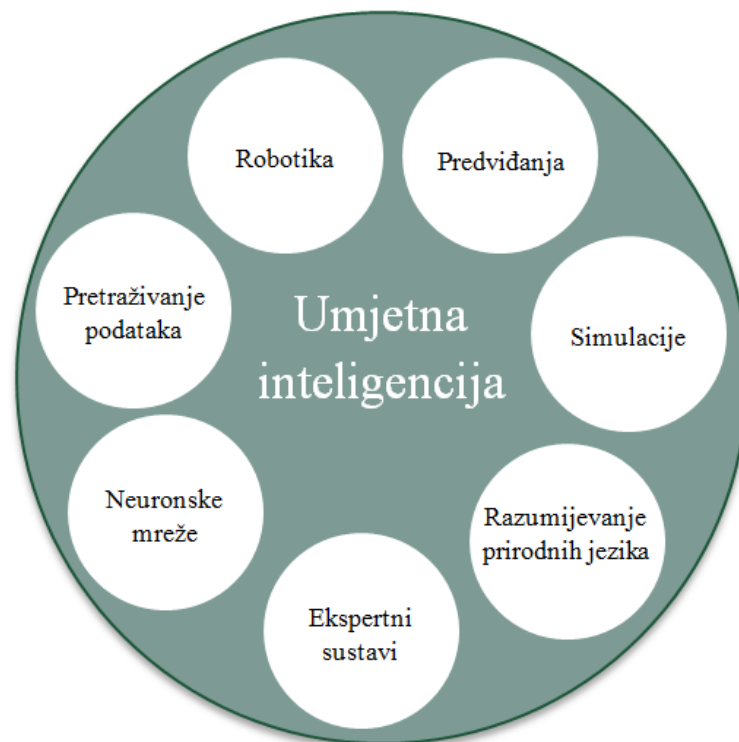 Robotika
Predviđanja
Pretraživanje
podataka
Umjetna
inteligencija
Simulacije
Neuronske
mreže
Razumijevanje
prirodnih jezika
Ekspertni
sustavi